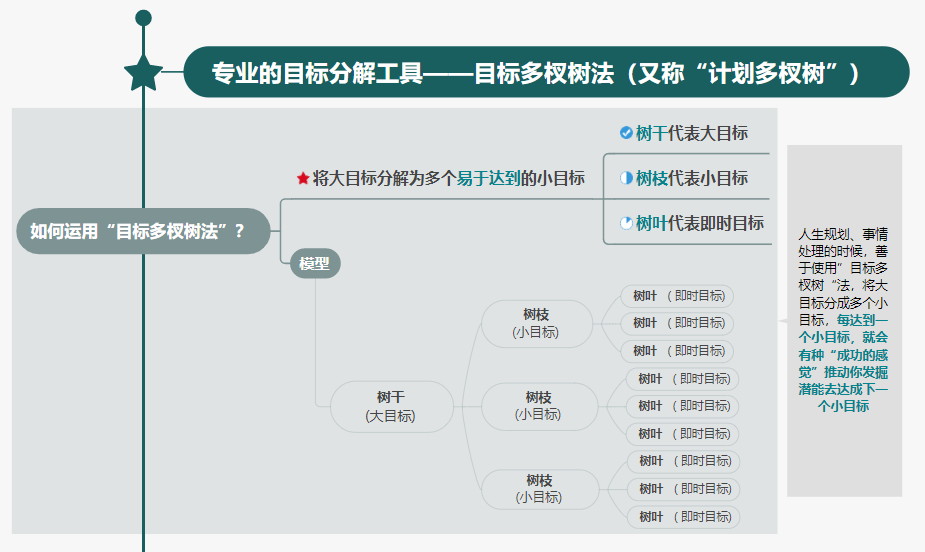 专业的目标分解工具——目标多杈树法（又称“计划多杈树”）
如何运用“目标多杈树法”？
将大目标分解为多个易于达到的小目标
树干代表大目标
树枝代表小目标
树叶代表即时目标
模型
树干
(大目标)
树枝
(小目标)
树叶 （即时目标）
树叶 （即时目标）
树叶 （即时目标）
树枝
(小目标)
树叶 （即时目标）
树叶 （即时目标）
树叶 （即时目标）
树枝
(小目标)
树叶 （即时目标）
树叶 （即时目标）
树叶 （即时目标）
人生规划、事情
处理的时候，善
于使用”目标多
杈树“法，将大
目标分成多个小
目标，每达到一
个小目标，就会
有种“成功的感
觉”推动你发掘
潜能去达成下一
个小目标